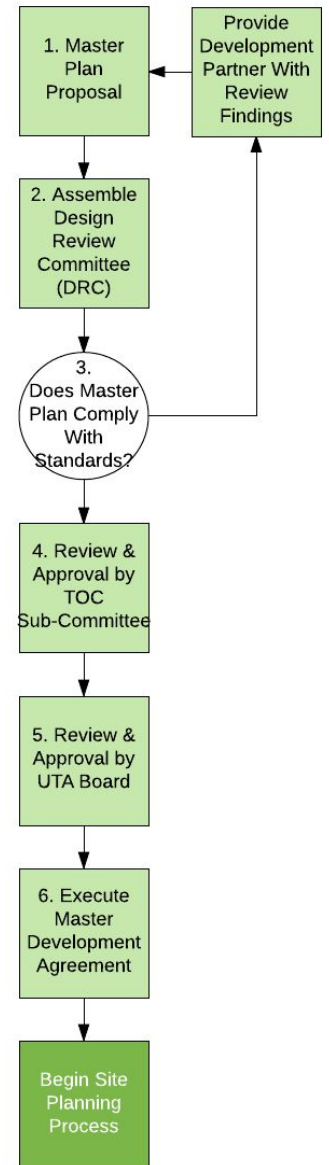 1. Master
Plan
Proposal
Provide
Development
Partner With
Review
Findings
2. Assemble
Design
Review
Committee
(DRC)
3.
Does Master
Plan Comply
With
Standards?
4. Review &
Approval by
TOC
Sub-Committee
5. Review &
Approval by
UTA Board
6. Execute
Master
Development
Agreement
Begin Site
Planning
Process